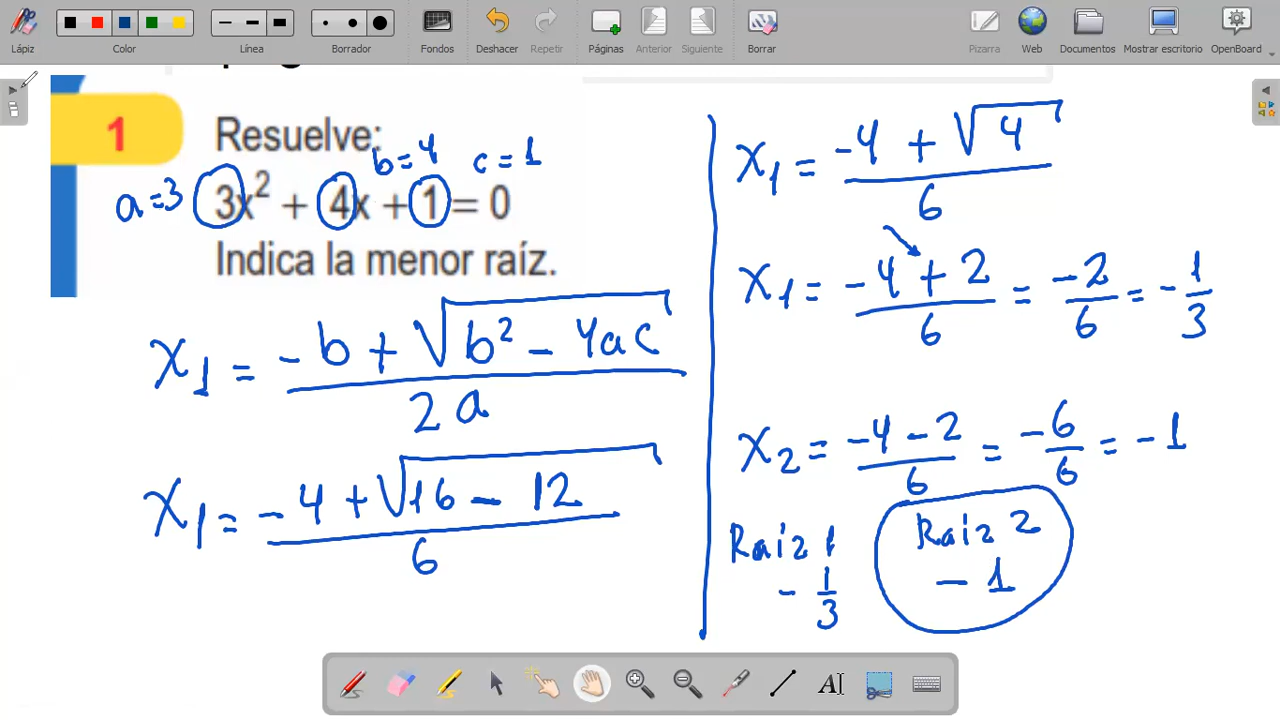 Lápiz
Color
Línea
Borrador
Fondos
Deshacer
Repetir
Páginas
Anterior
Siguiente
Borrar
Pizarra
Web
Documentos
Mostrar escritorio
OpenBoard
1
Resuelve:
b=4 c=1
a=3 3x² + 4x + 1 = 0
Indica la menor raíz.
X₁ = (-b + √(b² - 4ac)) / 2a
X₁ = (-4 + √(16 - 12)) / 6
X₁ = (-4 + √4) / 6
X₁ = (-4 + 2) / 6 = -2/6 = -1/3
X₂ = (-4 - 2) / 6 = -6/6 = -1
Raiz 1
- 1/3
Raiz 2
- 1